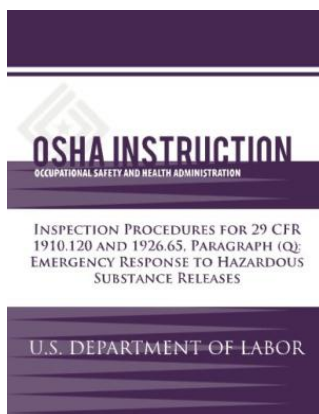 OSHA INSTRUCTION
OCCUPATIONAL SAFETY AND HEALTH ADMINISTRATION
INSPECTION PROCEDURES FOR 29 CFR
1910.120 AND 1926.65, PARAGRAPH (Q):
EMERGENCY RESPONSE TO HAZARDOUS
SUBSTANCE RELEASES
U.S. DEPARTMENT OF LABOR